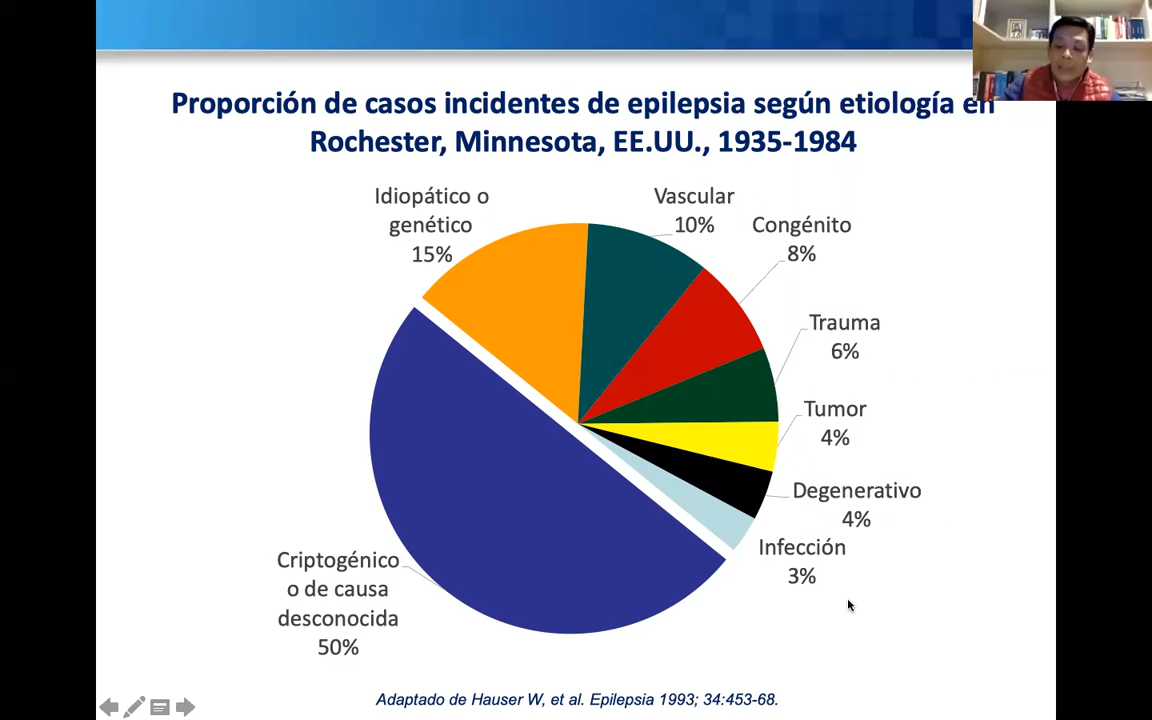 Proporción de casos incidentes de epilepsia según etiología en
Rochester, Minnesota, EE.UU., 1935-1984
Idiopático o
genético
15%
Vascular
10%
Congénito
8%
Trauma
6%
Tumor
4%
Degenerativo
4%
Infección
3%
Criptogénico
o de causa
desconocida
50%
Adaptado de Hauser W, et al. Epilepsia 1993; 34:453-68.